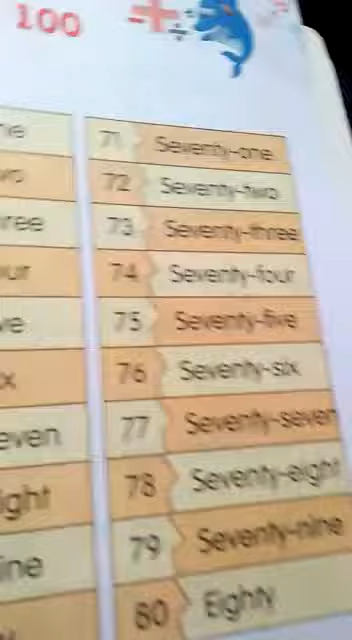 100
71 Seventy-one
72 Seventy-two
73 Seventy-three
74 Seventy-four
75 Seventy-five
76 Seventy-six
77 Seventy-seven
78 Seventy-eight
79 Seventy-nine
80 Eighty